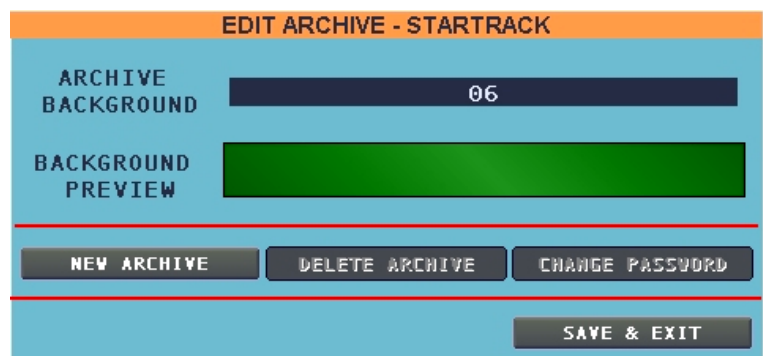 EDIT ARCHIVE - STARTRACK
ARCHIVE
BACKGROUND
06
BACKGROUND
PREVIEW
NEW ARCHIVE
DELETE ARCHIVE
CHANGE PASSWORD
SAVE & EXIT